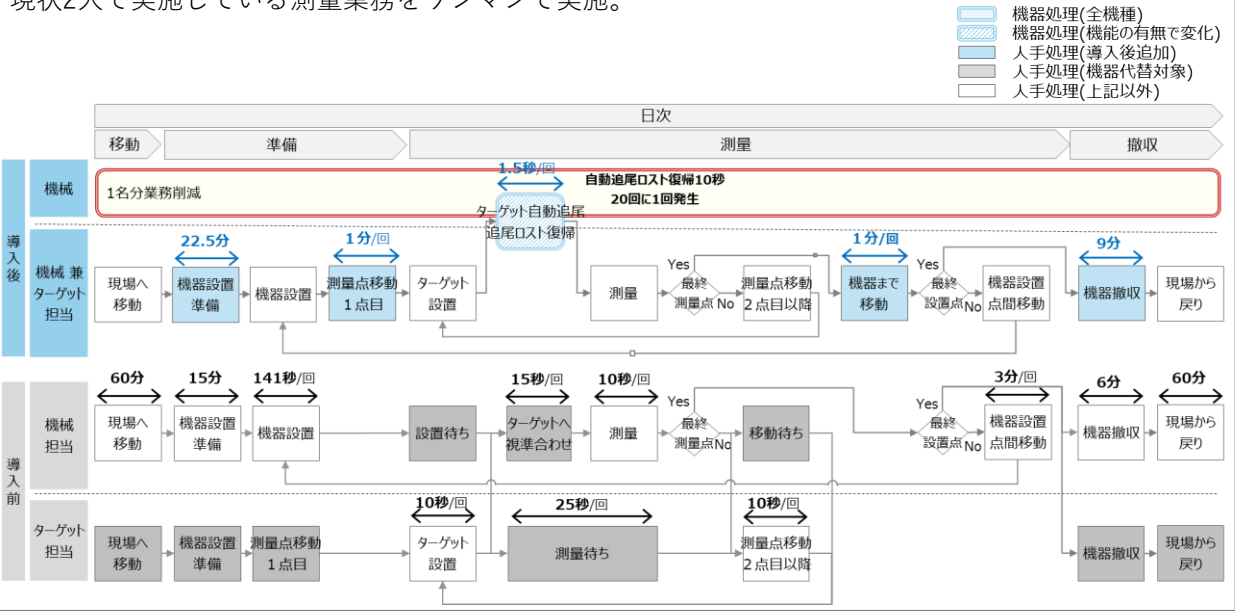 現状2人で実施している測量業務をワンマンで実施。
機器処理(全機種)
機器処理(機能の有無で変化)
人手処理(導入後追加)
人手処理(機器代替対象)
人手処理(上記以外)
日次
移動
準備
測量
撤収
導入後
機械
1名分業務削減
1.5秒/回
自動追尾ロスト復帰10秒
20回に1回発生
ターゲット自動追尾
追尾ロスト復帰
機械 兼
ターゲット
担当
現場へ
移動
22.5分
機器設置
準備
機器設置
1分/回
測量点移動
1点目
ターゲット
設置
測量
Yes
最終
測量点
No
測量点移動
2点目以降
1分/回
機器まで
移動
Yes
最終
設置点
No
機器設置
点間移動
9分
機器撤収
現場から
戻り
導入前
機械
担当
60分
現場へ
移動
15分
機器設置
準備
141秒/回
機器設置
設置待ち
15秒/回
ターゲットへ
視準合わせ
10秒/回
測量
Yes
最終
測量点
No
移動待ち
Yes
最終
設置点
No
3分/回
機器設置
点間移動
6分
機器撤収
60分
現場から
戻り
ターゲット
担当
現場へ
移動
機器設置
準備
測量点移動
1点目
10秒/回
ターゲット
設置
25秒/回
測量待ち
10秒/回
測量点移動
2点目以降
機器撤収
現場から
戻り